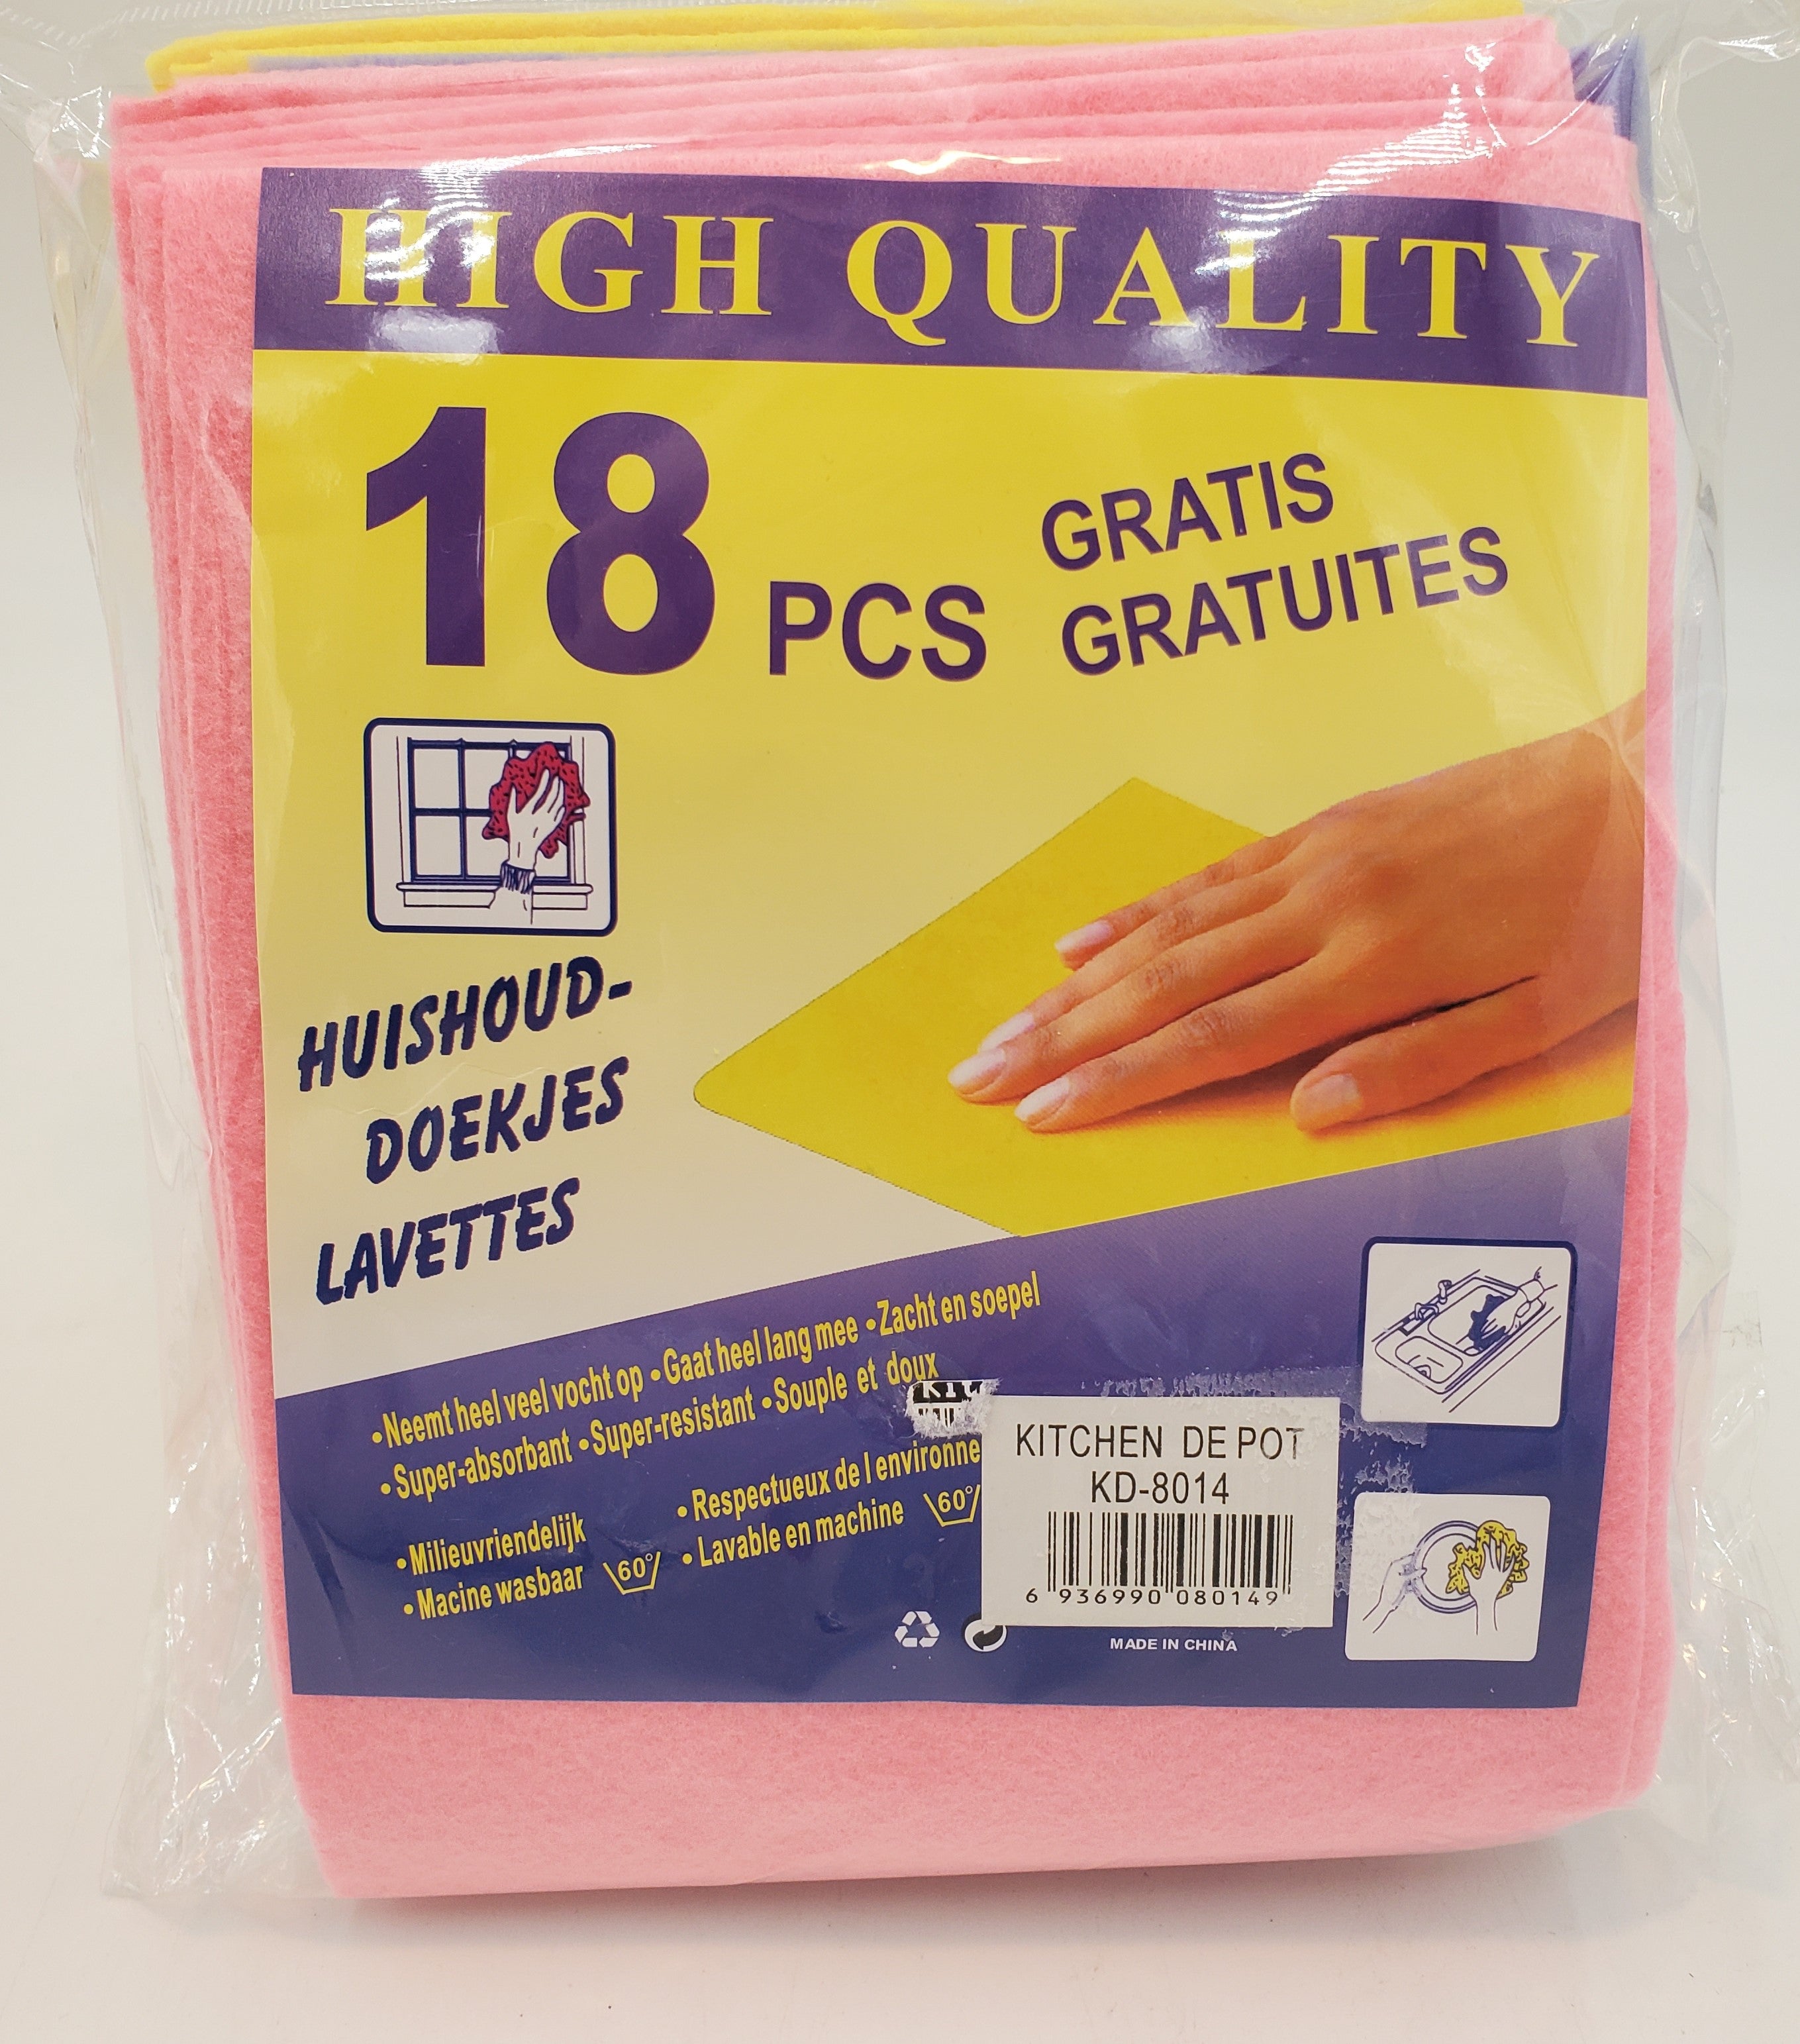 HIGH QUALITY
18 PCS
GRATIS
GRATUITES
HUISHOUD-
DOEKJES
LAVETTES
•Neemt heel veel vocht op •Gaat heel lang mee •Zacht en soepel
•Super-absorbant •Super-resistant •Souple et doux
•Milieuvriendelijk
•Macine wasbaar 60°
•Respectueux de l environne
•Lavable en machine 60°
KITCHEN DEPOT
KD-8014
6 936990 080149
MADE IN CHINA